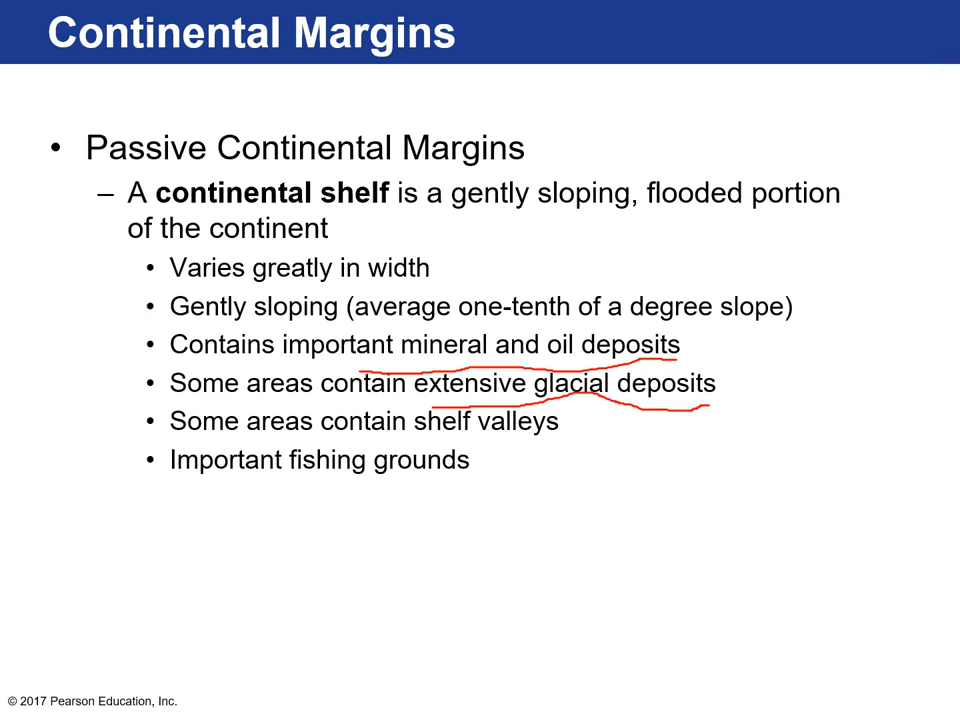 Continental Margins
• Passive Continental Margins
– A continental shelf is a gently sloping, flooded portion
of the continent
• Varies greatly in width
• Gently sloping (average one-tenth of a degree slope)
• Contains important mineral and oil deposits
• Some areas contain extensive glacial deposits
• Some areas contain shelf valleys
• Important fishing grounds
© 2017 Pearson Education, Inc.